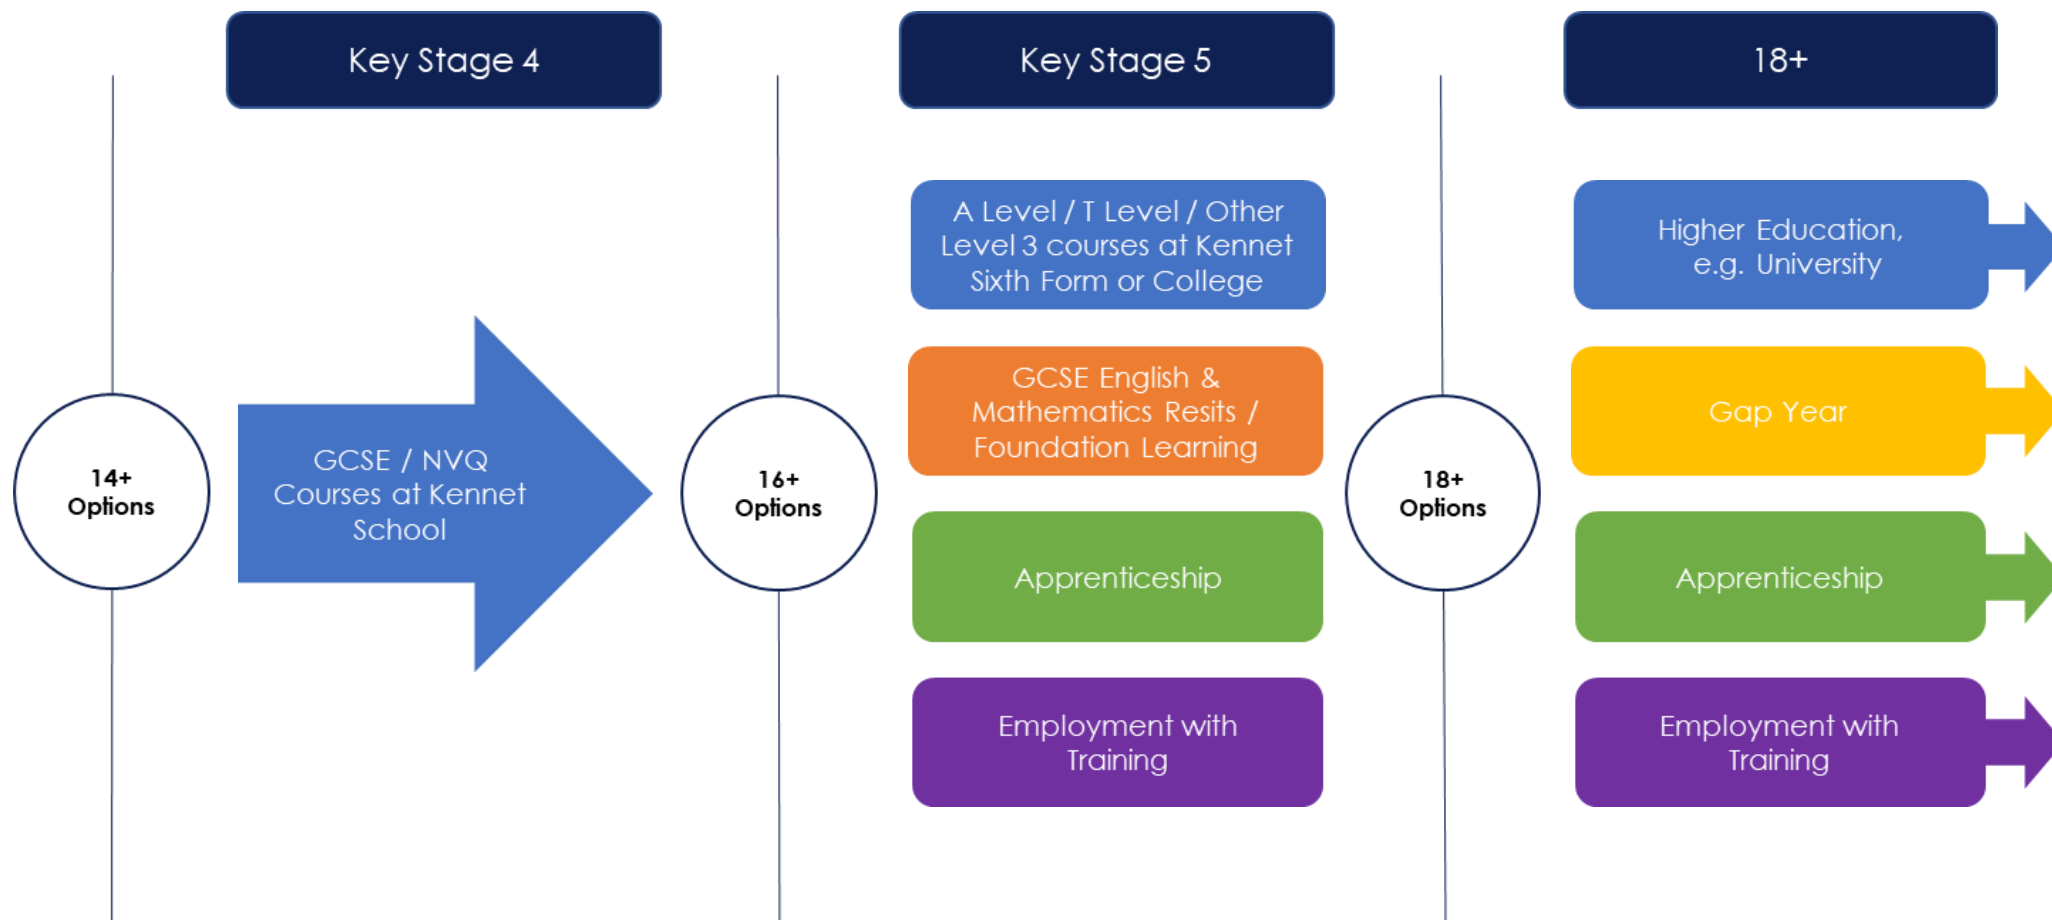 Key Stage 4
Key Stage 5
18+
14+
Options
GCSE / NVQ
Courses at Kennet
School
16+
Options
A Level / T Level / Other
Level 3 courses at Kennet
Sixth Form or College
GCSE English &
Mathematics Resits /
Foundation Learning
Apprenticeship
Employment with
Training
18+
Options
Higher Education,
e.g. University
Gap Year
Apprenticeship
Employment with
Training